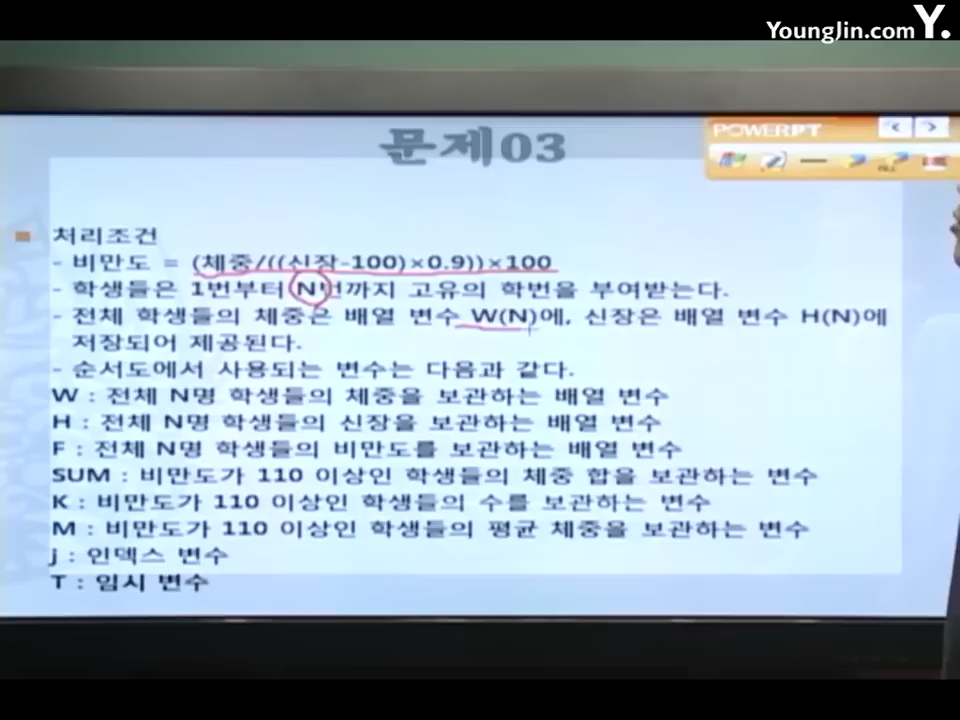 YoungJin.com Y.
문제03
POWERPT
처리조건
- 비만도 = (체중/((신장-100)×0.9))×100
- 학생들은 1번부터 N번까지 고유의 학번을 부여받는다.
- 전체 학생들의 체중은 배열 변수 W(N)에, 신장은 배열 변수 H(N)에
저장되어 제공된다.
- 순서도에서 사용되는 변수는 다음과 같다.
W : 전체 N명 학생들의 체중을 보관하는 배열 변수
H : 전체 N명 학생들의 신장을 보관하는 배열 변수
F : 전체 N명 학생들의 비만도를 보관하는 배열 변수
SUM : 비만도가 110 이상인 학생들의 체중 합을 보관하는 변수
K : 비만도가 110 이상인 학생들의 수를 보관하는 변수
M : 비만도가 110 이상인 학생들의 평균 체중을 보관하는 변수
j : 인덱스 변수
T : 임시 변수